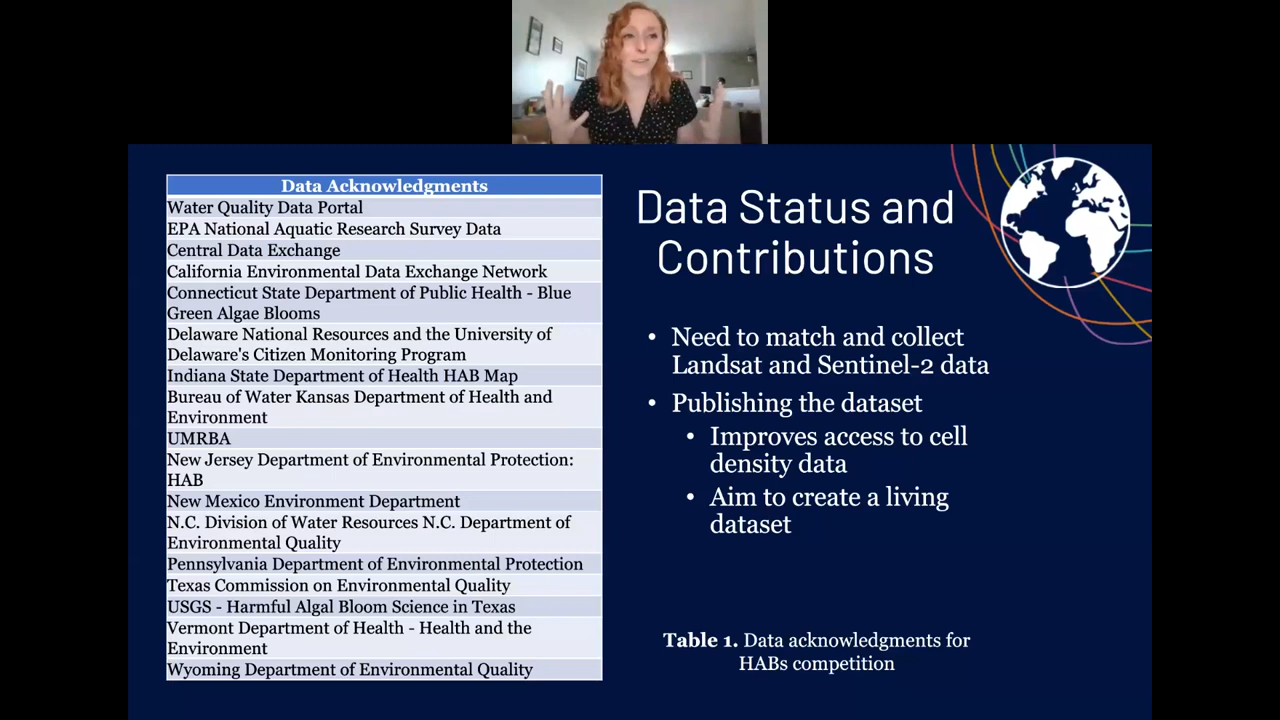 Data Acknowledgments
Water Quality Data Portal
EPA National Aquatic Research Survey Data
Central Data Exchange
California Environmental Data Exchange Network
Connecticut State Department of Public Health - Blue
Green Algae Blooms
Delaware National Resources and the University of
Delaware's Citizen Monitoring Program
Indiana State Department of Health HAB Map
Bureau of Water Kansas Department of Health and
Environment
UMRBA
New Jersey Department of Environmental Protection:
HAB
New Mexico Environment Department
N.C. Division of Water Resources N.C. Department of
Environmental Quality
Pennsylvania Department of Environmental Protection
Texas Commission on Environmental Quality
USGS - Harmful Algal Bloom Science in Texas
Vermont Department of Health - Health and the
Environment
Wyoming Department of Environmental Quality
Data Status and
Contributions
• Need to match and collect
Landsat and Sentinel-2 data
• Publishing the dataset
• Improves access to cell
density data
• Aim to create a living
dataset
Table 1. Data acknowledgments for
HABs competition